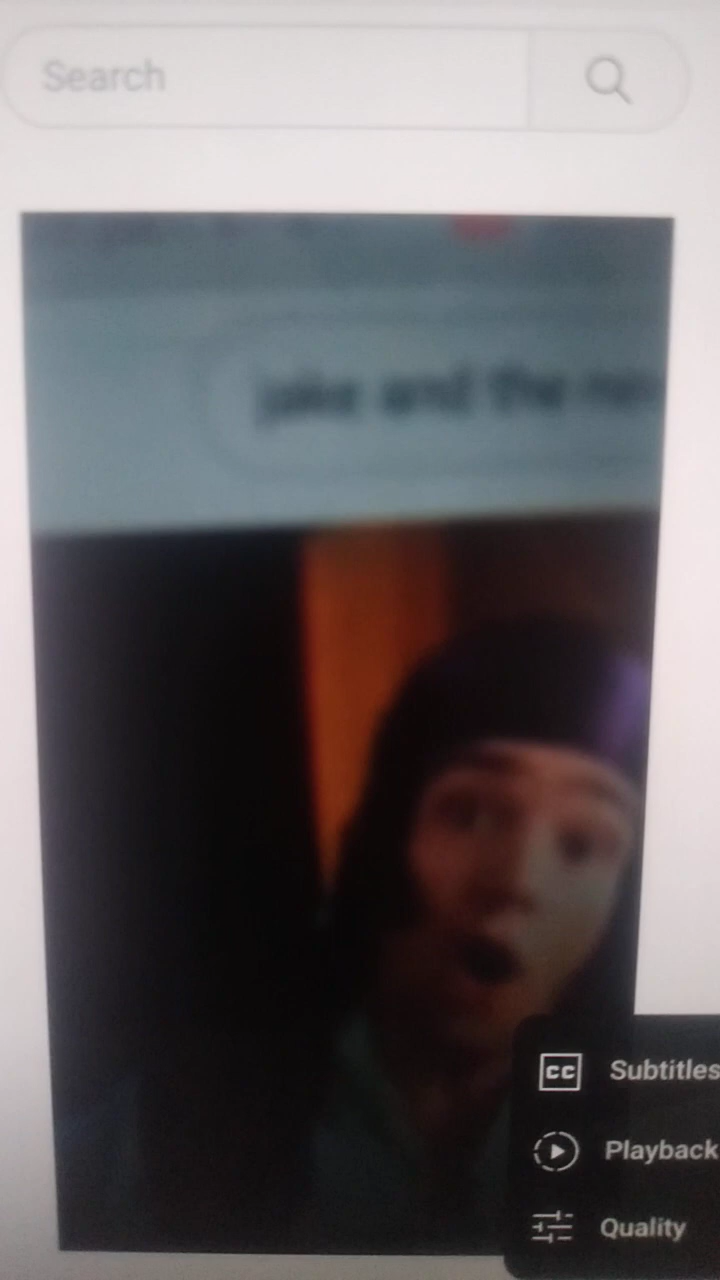 Search
jake and the
Subtitles
Playback
Quality